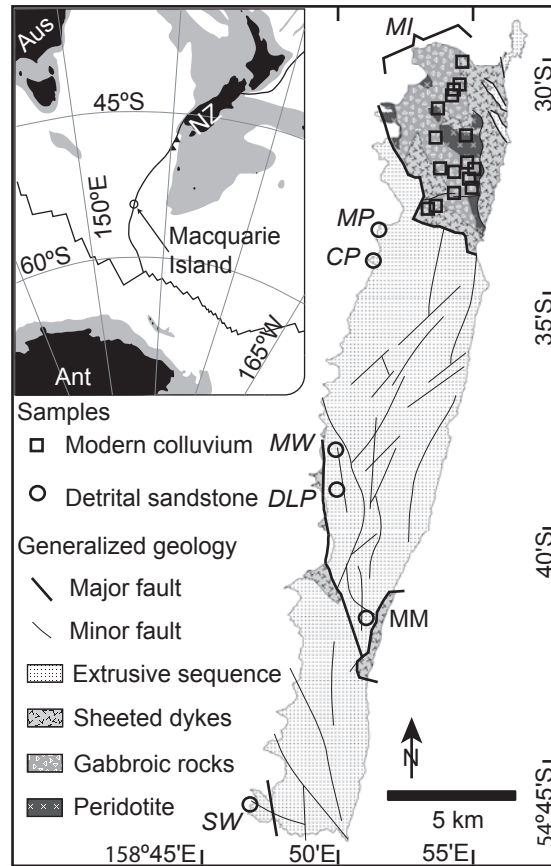 Aus
45ºS
NZ
150ºE
Macquarie
Island
60ºS
165ºW
Ant
MI
30'S
MP
CP
35'S
Samples
Modern colluvium
MW
Detrital sandstone
DLP
Generalized geology
40'S
Major fault
Minor fault
MM
Extrusive sequence
Sheeted dykes
Gabbroic rocks
N
Peridotite
5 km
54º45'S
SW
158º45'E
50'E
55'E